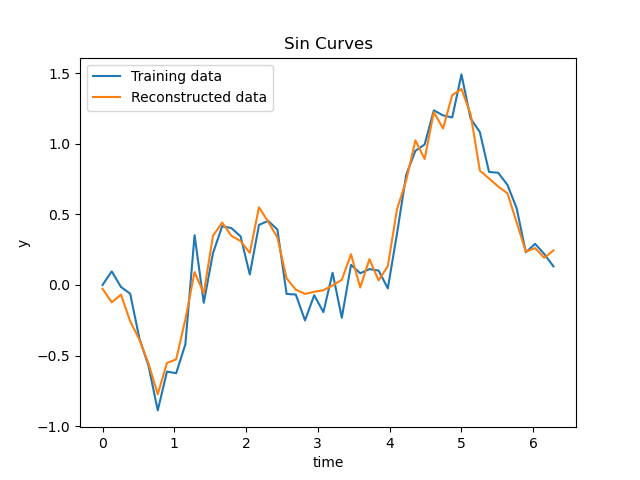 Sin Curves
Training data
Reconstructed data
1.5
1.0
0.5
0.0
−0.5
−1.0
y
0 1 2 3 4 5 6
time